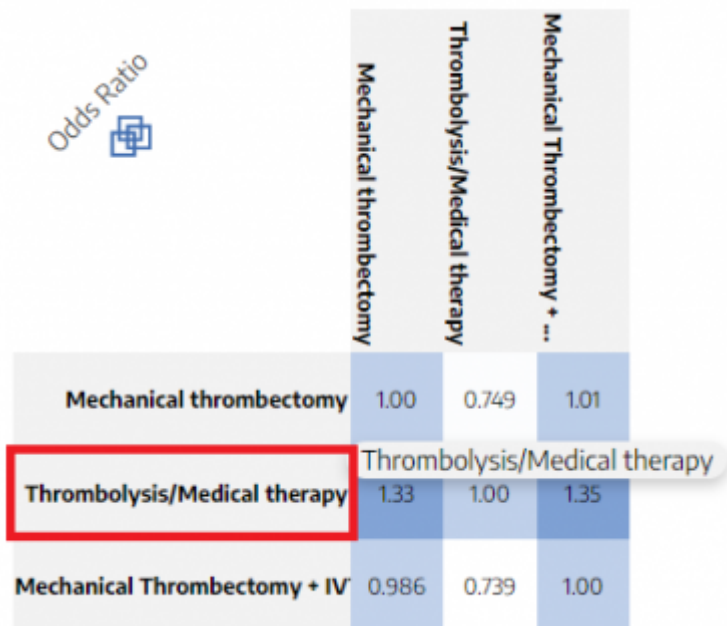 Odds Ratio
Mechanical thrombectomy
Thrombolysis/Medical therapy
Mechanical Thrombectomy + ...
Mechanical thrombectomy 1.00 0.749 1.01
Thrombolysis/Medical therapy
Thrombolysis/Medical therapy 1.33 1.00 1.35
Mechanical Thrombectomy + IV 0.986 0.739 1.00